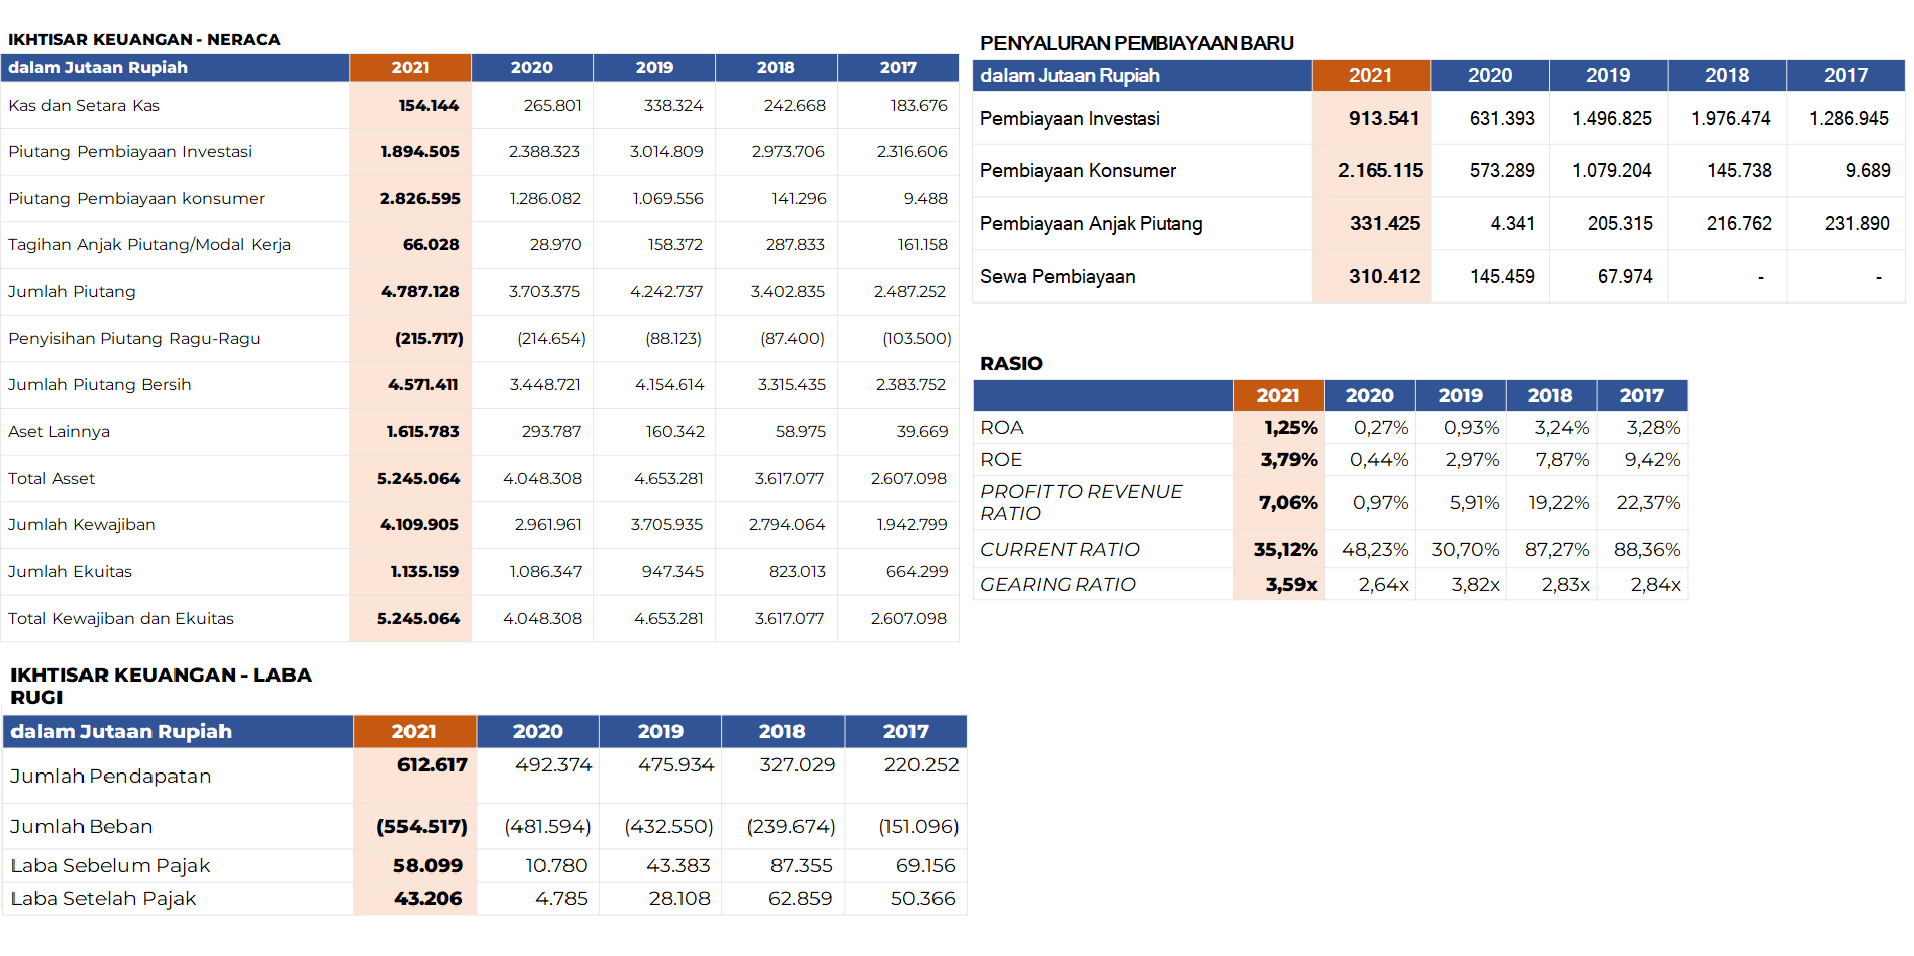 IKHTISAR KEUANGAN - NERACA
dalam Jutaan Rupiah 2021 2020 2019 2018 2017
Kas dan Setara Kas 154.144 265.801 338.324 242.668 183.676
Piutang Pembiayaan Investasi 1.894.505 2.388.323 3.014.809 2.973.706 2.316.606
Piutang Pembiayaan konsumer 2.826.595 1.286.082 1.069.556 141.296 9.488
Tagihan Anjak Piutang/Modal Kerja 66.028 28.970 158.372 287.833 161.158
Jumlah Piutang 4.787.128 3.703.375 4.242.737 3.402.835 2.487.252
Penyisihan Piutang Ragu-Ragu (215.717) (214.654) (88.123) (87.400) (103.500)
Jumlah Piutang Bersih 4.571.411 3.448.721 4.154.614 3.315.435 2.383.752
Aset Lainnya 1.615.783 293.787 160.342 58.975 39.669
Total Asset 5.245.064 4.048.308 4.653.281 3.617.077 2.607.098
Jumlah Kewajiban 4.109.905 2.961.961 3.705.935 2.794.064 1.942.799
Jumlah Ekuitas 1.135.159 1.086.347 947.345 823.013 664.299
Total Kewajiban dan Ekuitas 5.245.064 4.048.308 4.653.281 3.617.077 2.607.098
IKHTISAR KEUANGAN - LABA
RUGI
dalam Jutaan Rupiah 2021 2020 2019 2018 2017
Jumlah Pendapatan 612.617 492.374 475.934 327.029 220.252
Jumlah Beban (554.517) (481.594) (432.550) (239.674) (151.096)
Laba Sebelum Pajak 58.099 10.780 43.383 87.355 69.156
Laba Setelah Pajak 43.206 4.785 28.108 62.859 50.366
PENYALURAN PEMBIAYAAN BARU
dalam Jutaan Rupiah 2021 2020 2019 2018 2017
Pembiayaan Investasi 913.541 631.393 1.496.825 1.976.474 1.286.945
Pembiayaan Konsumer 2.165.115 573.289 1.079.204 145.738 9.689
Pembiayaan Anjak Piutang 331.425 4.341 205.315 216.762 231.890
Sewa Pembiayaan 310.412 145.459 67.974 - -
RASIO
2021 2020 2019 2018 2017
ROA 1,25% 0,27% 0,93% 3,24% 3,28%
ROE 3,79% 0,44% 2,97% 7,87% 9,42%
PROFIT TO REVENUE
RATIO 7,06% 0,97% 5,91% 19,22% 22,37%
CURRENT RATIO 35,12% 48,23% 30,70% 87,27% 88,36%
GEARING RATIO 3,59x 2,64x 3,82x 2,83x 2,84x